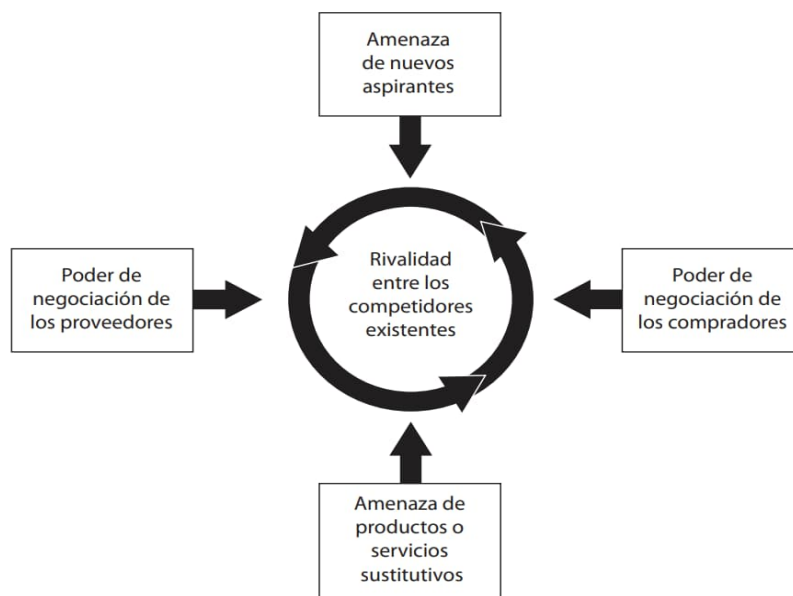 Amenaza
de nuevos
aspirantes
Poder de
negociación de
los proveedores
Rivalidad
entre los
competidores
existentes
Poder de
negociación de
los compradores
Amenaza de
productos o
servicios
sustitutivos